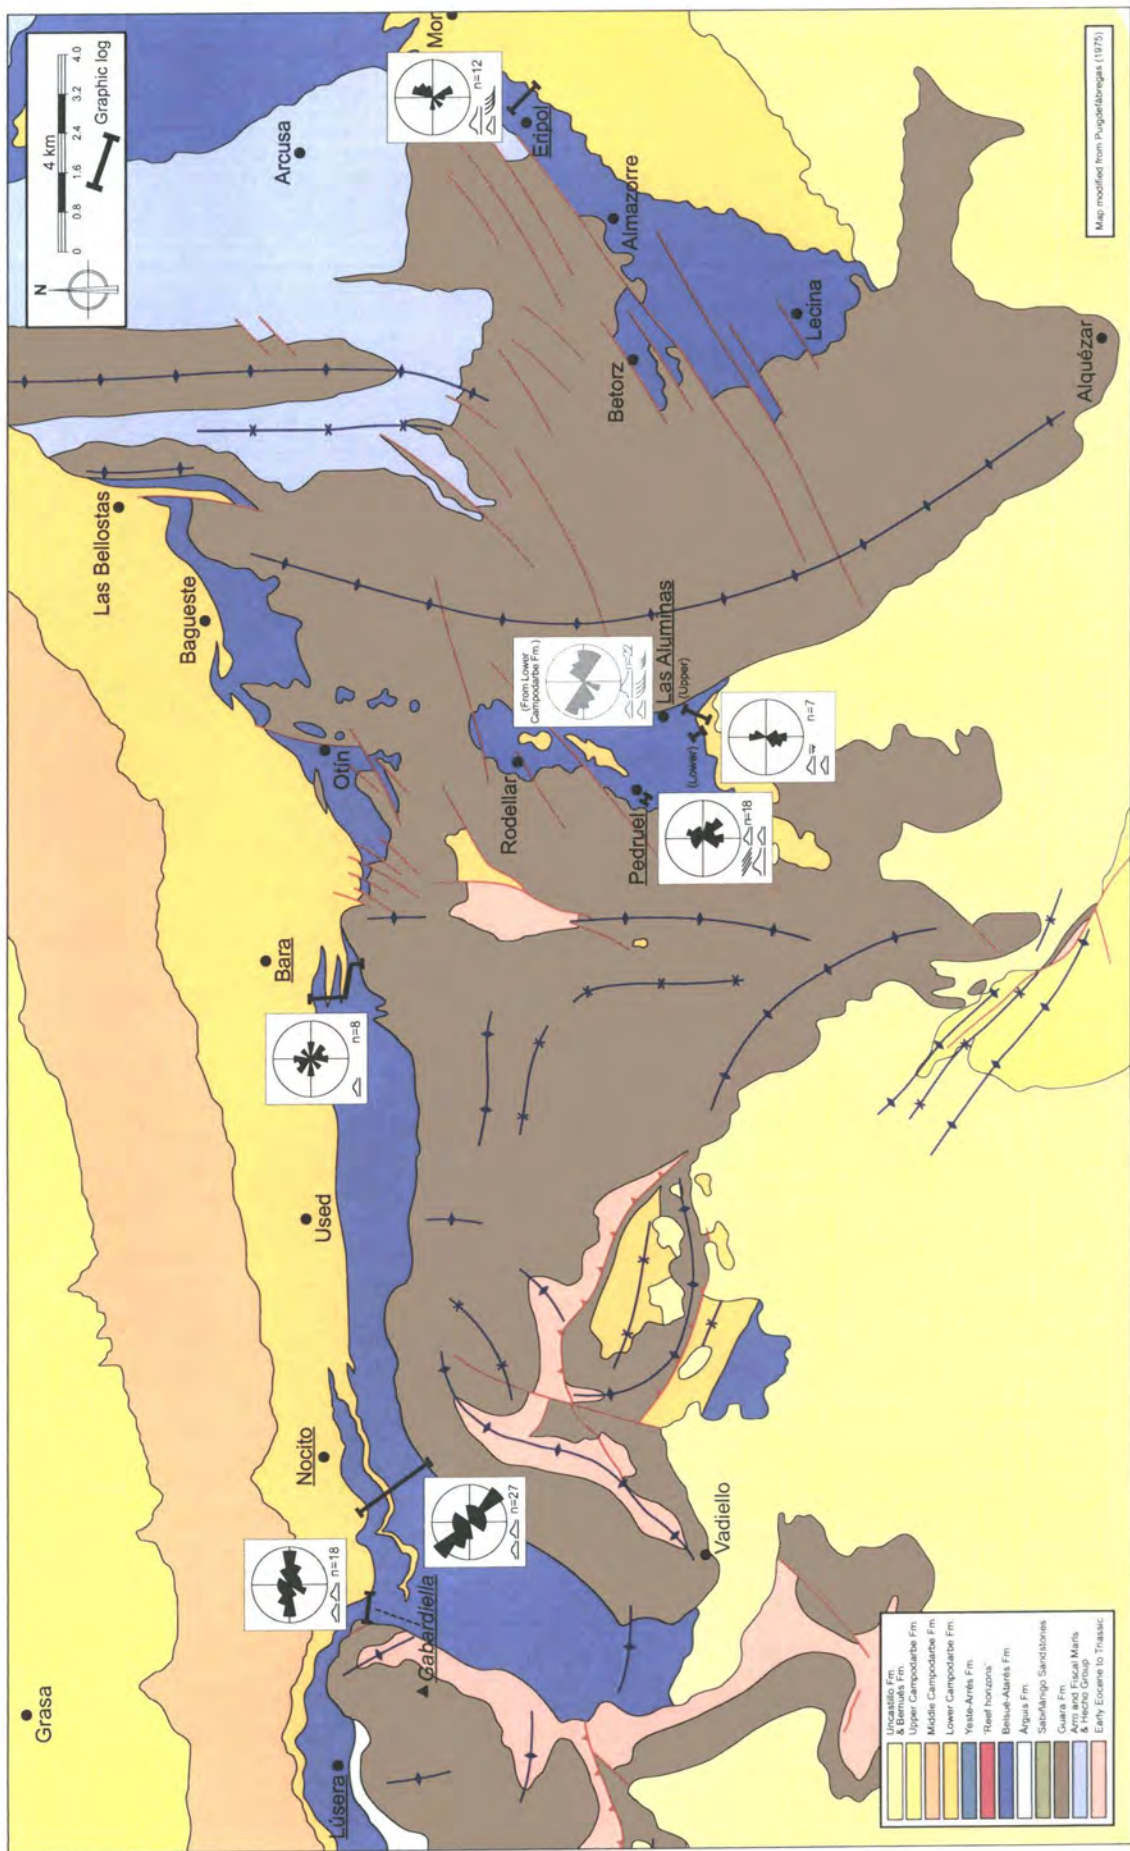 Grasa
Lúsera
Gabardiella
n=18
Nocito
n=27
Vadiello
Used
Bara
n=8
Otín
Bagueste
Las Bellostas
Rodellar
Pedruel
n=18
(From Lower
Campodarbe Fm.)
n=22
Las Aluminas
(Upper)
(Lower)
n=7
Arcusa
Betorz
Almazorre
Lecina
Alquézar
Eripol
n=12
Mon
N
4 km
0 0.8 1.6 2.4 3.2 4.0
Graphic log
Uncastillo Fm.
& Bernués Fm.
Upper Campodarbe Fm.
Middle Campodarbe Fm.
Lower Campodarbe Fm.
Yeste-Arrés Fm.
'Reef horizons'
Belsué-Atarés Fm.
Arguis Fm.
Sabiñánigo Sandstones
Guara Fm.
Arro and Fiscal Marls
& Hecho Group
Early Eocene to Triassic
Map modified from Puigdefàbregas (1975)